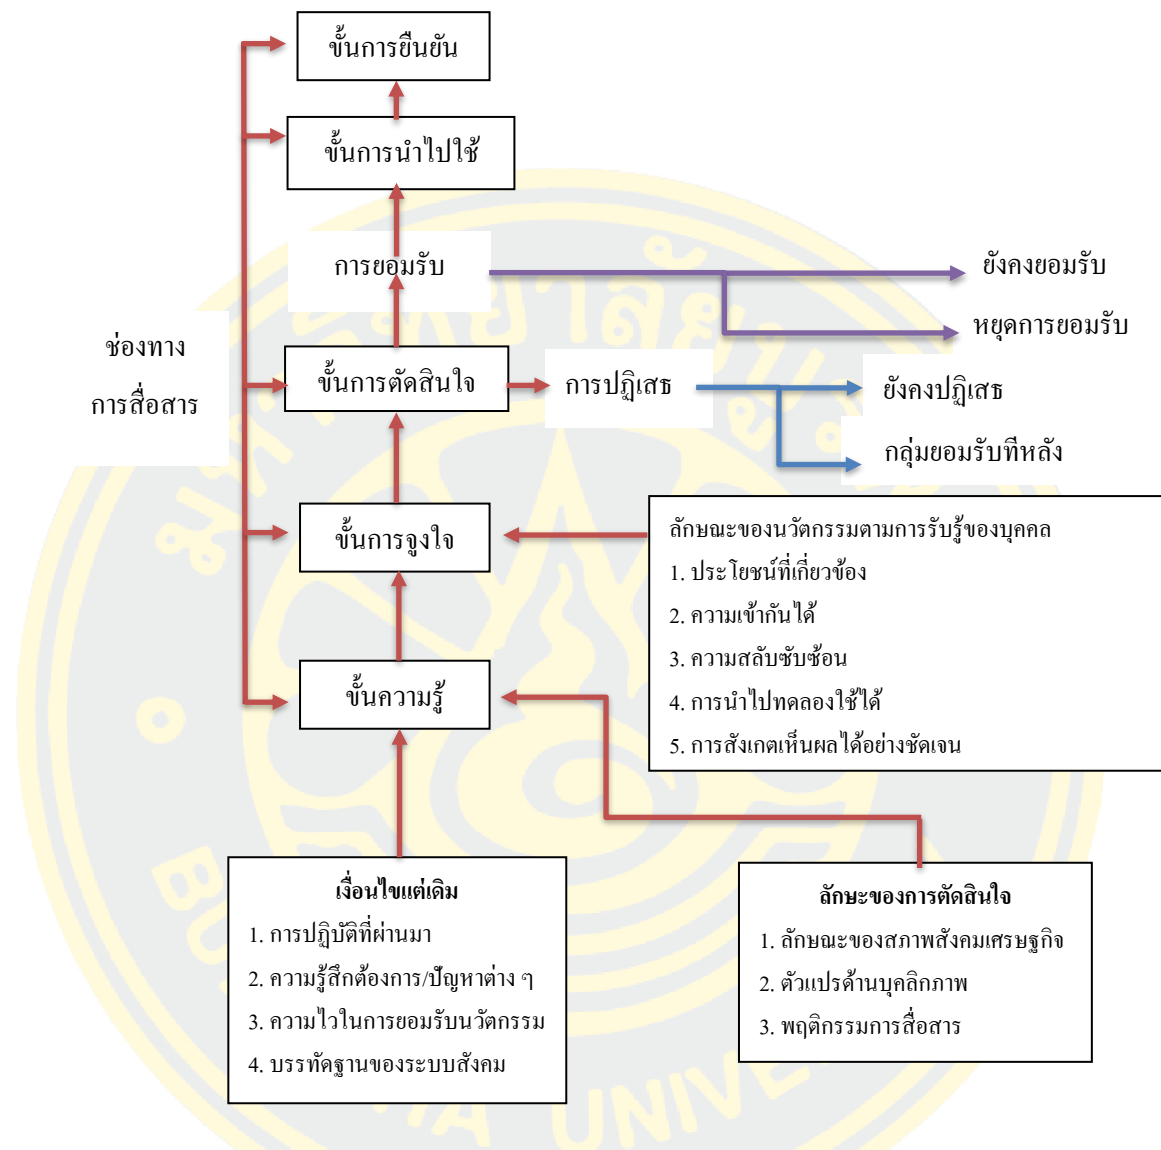 ขั้นการยืนยัน
ขั้นการนำไปใช้
การยอมรับ
ยังคงยอมรับ
หยุดการยอมรับ
ช่องทาง
การสื่อสาร
ขั้นการตัดสินใจ
การปฏิเสธ
ยังคงปฏิเสธ
กลุ่มยอมรับทีหลัง
ขั้นการจูงใจ
ลักษณะของนวัตกรรมตามการรับรู้ของบุคคล
1. ประโยชน์ที่เกี่ยวข้อง
2. ความเข้ากันได้
3. ความสลับซับซ้อน
4. การนำไปทดลองใช้ได้
5. การสังเกตเห็นผลได้อย่างชัดเจน
ขั้นความรู้
เงื่อนไขแต่เดิม
1. การปฏิบัติที่ผ่านมา
2. ความรู้สึกต้องการ/ปัญหาต่าง ๆ
3. ความไวในการยอมรับนวัตกรรม
4. บรรทัดฐานของระบบสังคม
ลักษะของการตัดสินใจ
1. ลักษณะของสภาพสังคมเศรษฐกิจ
2. ตัวแปรด้านบุคลิกภาพ
3. พฤติกรรมการสื่อสาร